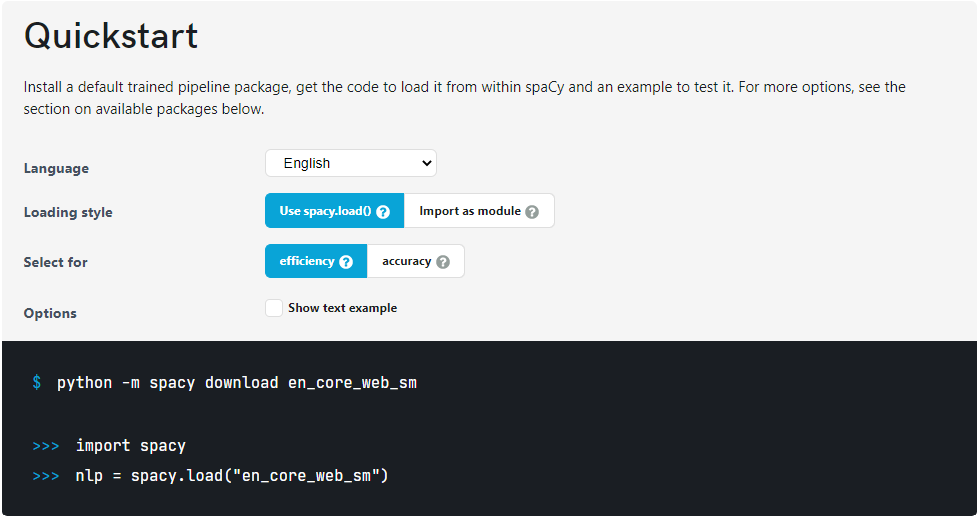 Quickstart
Install a default trained pipeline package, get the code to load it from within spaCy and an example to test it. For more options, see the
section on available packages below.
Language English
Loading style Use spacy.load() ? Import as module ?
Select for efficiency ? accuracy ?
Options Show text example
$ python -m spacy download en_core_web_sm
>>> import spacy
>>> nlp = spacy.load("en_core_web_sm")